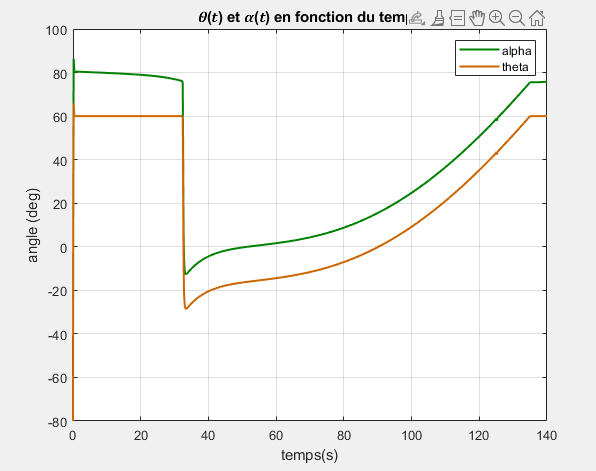 θ(t) et α(t) en fonction du tem
100
80
60
40
20
0
-20
-40
-60
-80
angle (deg)
alpha
theta
0 20 40 60 80 100 120 140
temps(s)